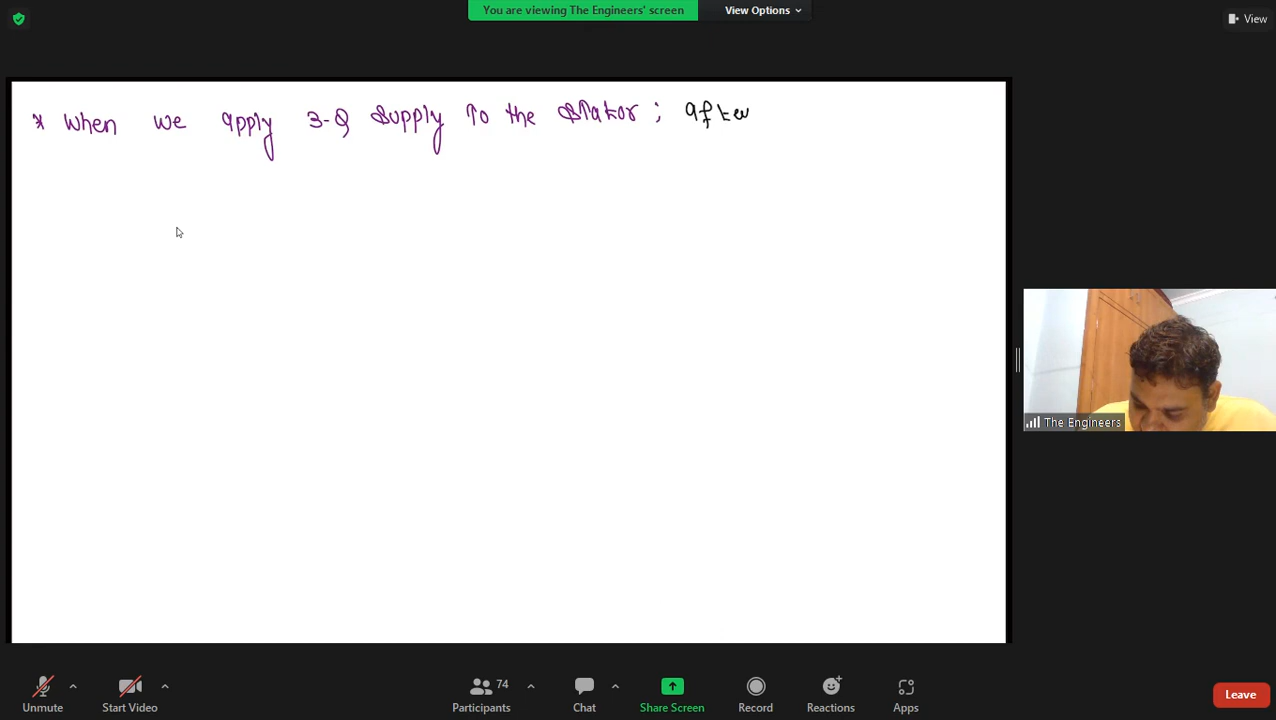 You are viewing The Engineers' screen
View Options
View
* When we apply 3-Q Supply To the Stator ; after
The Engineers
Unmute
Start Video
74
Participants
Chat
Share Screen
Record
Reactions
Apps
Leave